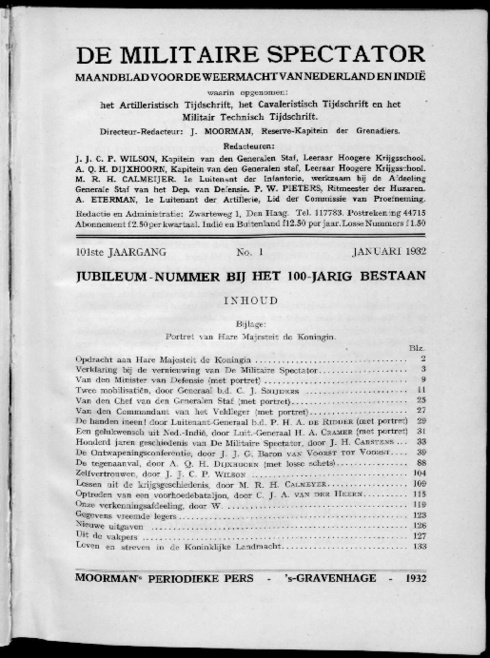 DE MILITAIRE SPECTATOR
MAANDBLAD VOOR DE WEERMACHT VAN NEDERLAND EN INDIË
waarin opgenomen:
het Artilleristisch Tijdschrift, het Cavaleristisch Tijdschrift en het
Militair Technisch Tijdschrift.
Directeur-Redacteur: J. MOORMAN, Reserve-Kapitein der Grenadiers.
Redacteuren:
J. J. C. P. WILSON, Kapitein van den Generalen Staf, Leeraar Hoogere Krijgsschool.
A. Q. H. DIJXHOORN, Kapitein van den Generalen staf, Leeraar Hoogere Krijgsschool.
M. R. H. CALMEIJER. 1e Luitenant der Infanterie, werkzaam bij de Afdeeling
Generale Staf van het Dep. van Defensie. P. W. PIETERS, Ritmeester der Huzaren.
A. ETERMAN, 1e Luitenant der Artillerie, Lid der Commissie van Proefneming.
Redactie en Administratie: Zwarteweg 1, Den Haag. Tel. 117783. Postrekening 44715
Abonnement f2.50 per kwartaal. Indië en Buitenland f12.50 per jaar. Losse Nummers f1.50
101ste JAARGANG No. 1 JANUARI 1932
JUBILEUM-NUMMER BIJ HET 100-JARIG BESTAAN
INHOUD
Bijlage:
Portret van Hare Majesteit de Koningin.
Blz.
Opdracht aan Hare Majesteit de Koningin 2
Verklaring bij de vernieuwing van De Militaire Spectator 3
Van den Minister van Defensie (met portret) 9
Twee mobilisatiën, door Generaal b.d. C. J. SNIJDERS 11
Van den Chef van den Generalen Staf (met portret) 25
Van den Commandant van het Veldleger (met portret) 27
De handen ineen! door Luitenant-Generaal b.d. P. H. A. DE RIDDER (met portret) 29
Een gelukwensch uit Ned.-Indië, door Luit.-Generaal H. A. CRAMER (met portret) 31
Honderd jaren geschiedenis van De Militaire Spectator, door J. H. CARSTENS 33
De Ontwapeningsconferentie, door J. J. G. Baron VAN VOORST TOT VOORST 39
De tegenaanval, door A. Q. H. DIJXHOORN (met losse schets) 88
Zelfvertrouwen, door J. J. C. P. WILSON 104
Lessen uit de krijgsgeschiedenis, door M. R. H. CALMEYER 109
Optreden van een voorhoedebataljon, door C. J. A. VAN DER HEERN 115
Onze verkenningsafdeeling, door W. 119
Gegevens vreemde legers 123
Nieuwe uitgaven 126
Uit de vakpers 127
Leven en streven in de Koninklijke Landmacht 133
MOORMAN's PERIODIEKE PERS - 's-GRAVENHAGE - 1932